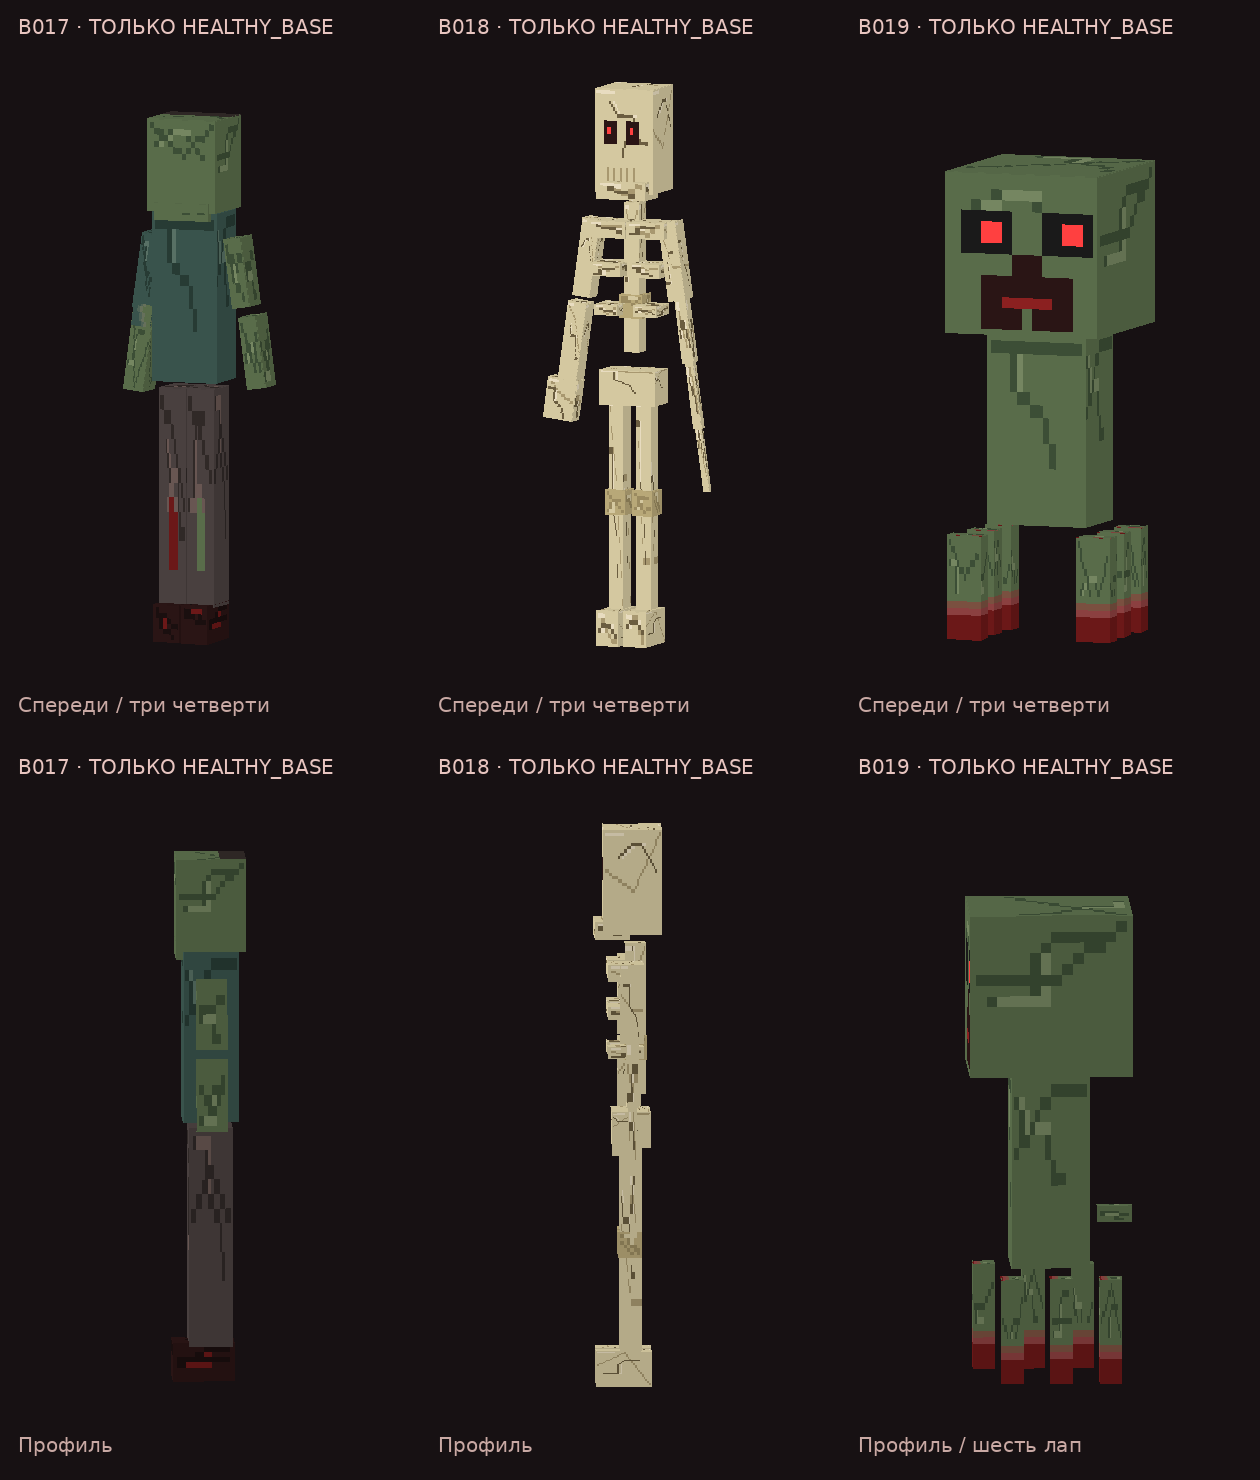 B017 · ТОЛЬКО HEALTHY_BASE
B018 · ТОЛЬКО HEALTHY_BASE
B019 · ТОЛЬКО HEALTHY_BASE
Спереди / три четверти
Спереди / три четверти
Спереди / три четверти
B017 · ТОЛЬКО HEALTHY_BASE
B018 · ТОЛЬКО HEALTHY_BASE
B019 · ТОЛЬКО HEALTHY_BASE
Профиль
Профиль
Профиль / шесть лап